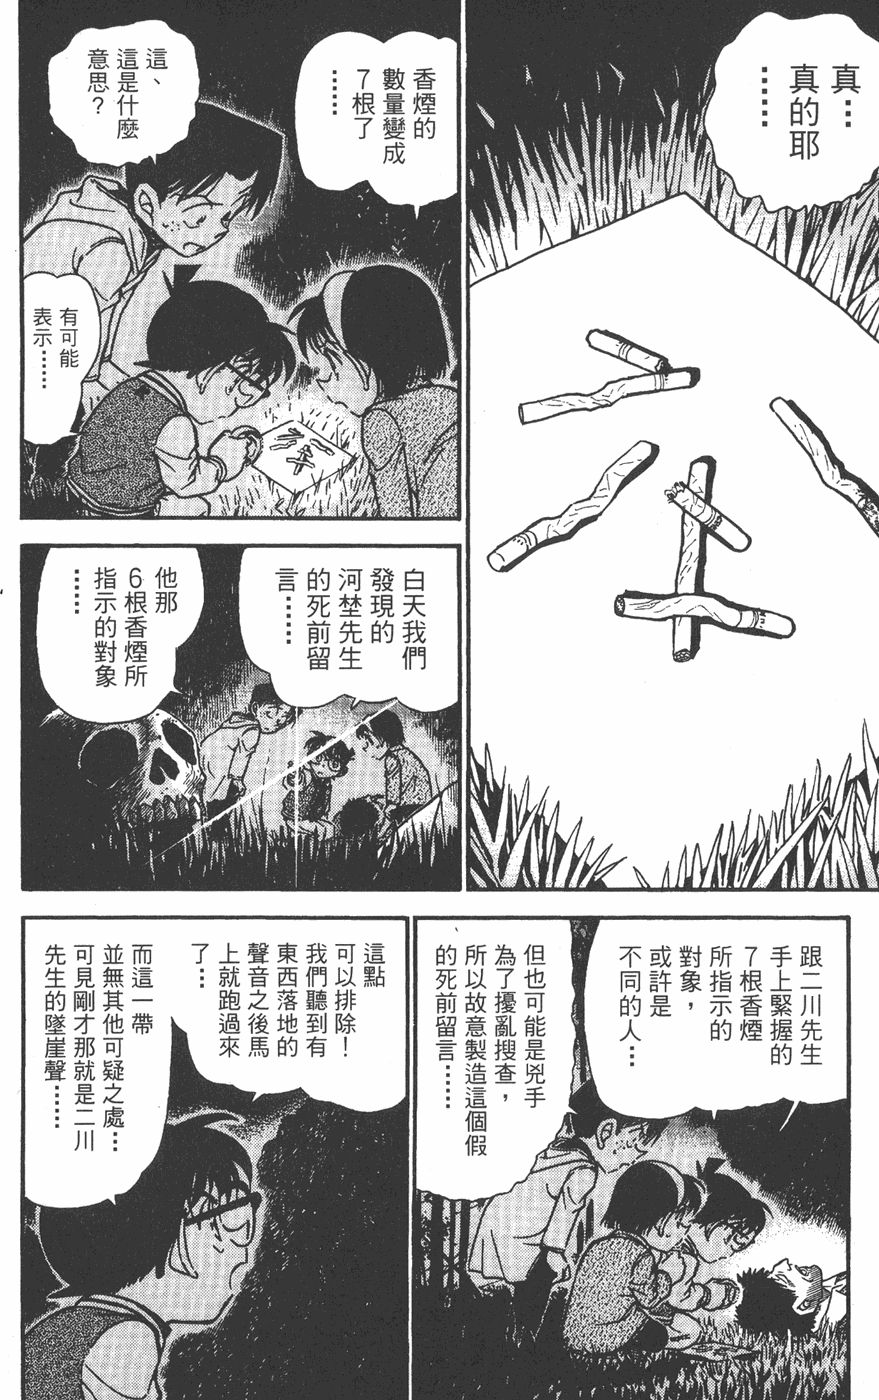 真…
真的耶
……
香煙的
數量變成
7根了
……
這、
這是什麼
意思？
有可能
表示……
白天我們
發現的
河埜先生
的死前留
言……
他那
6根香煙所
指示的對象
……
跟二川先生
手上緊握的
7根香煙
所指示的
對象，
或許是
不同的人…
但也可能是兇手
為了擾亂搜查，
所以故意製造這個假
的死前留言……
這點
可以排除！
我們聽到有
東西落地的
聲音之後馬
上就跑過來
了…
而這一帶
並無其他可疑之處…
可見剛才那就是二川
先生的墜崖聲……